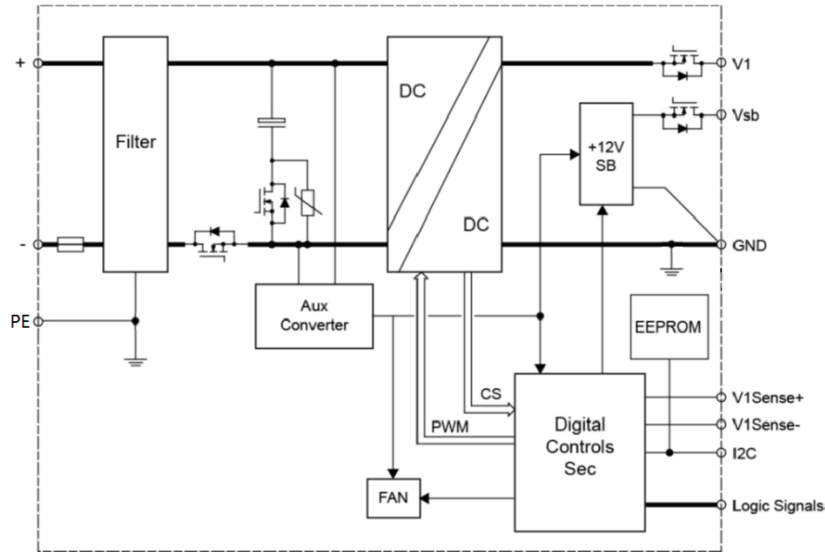 +
V1
DC
Vsb
Filter
+12V
SB
DC
-
GND
Aux
Converter
PE
EEPROM
CS
V1Sense+
PWM
Digital
Controls
Sec
V1Sense-
I2C
FAN
Logic Signals